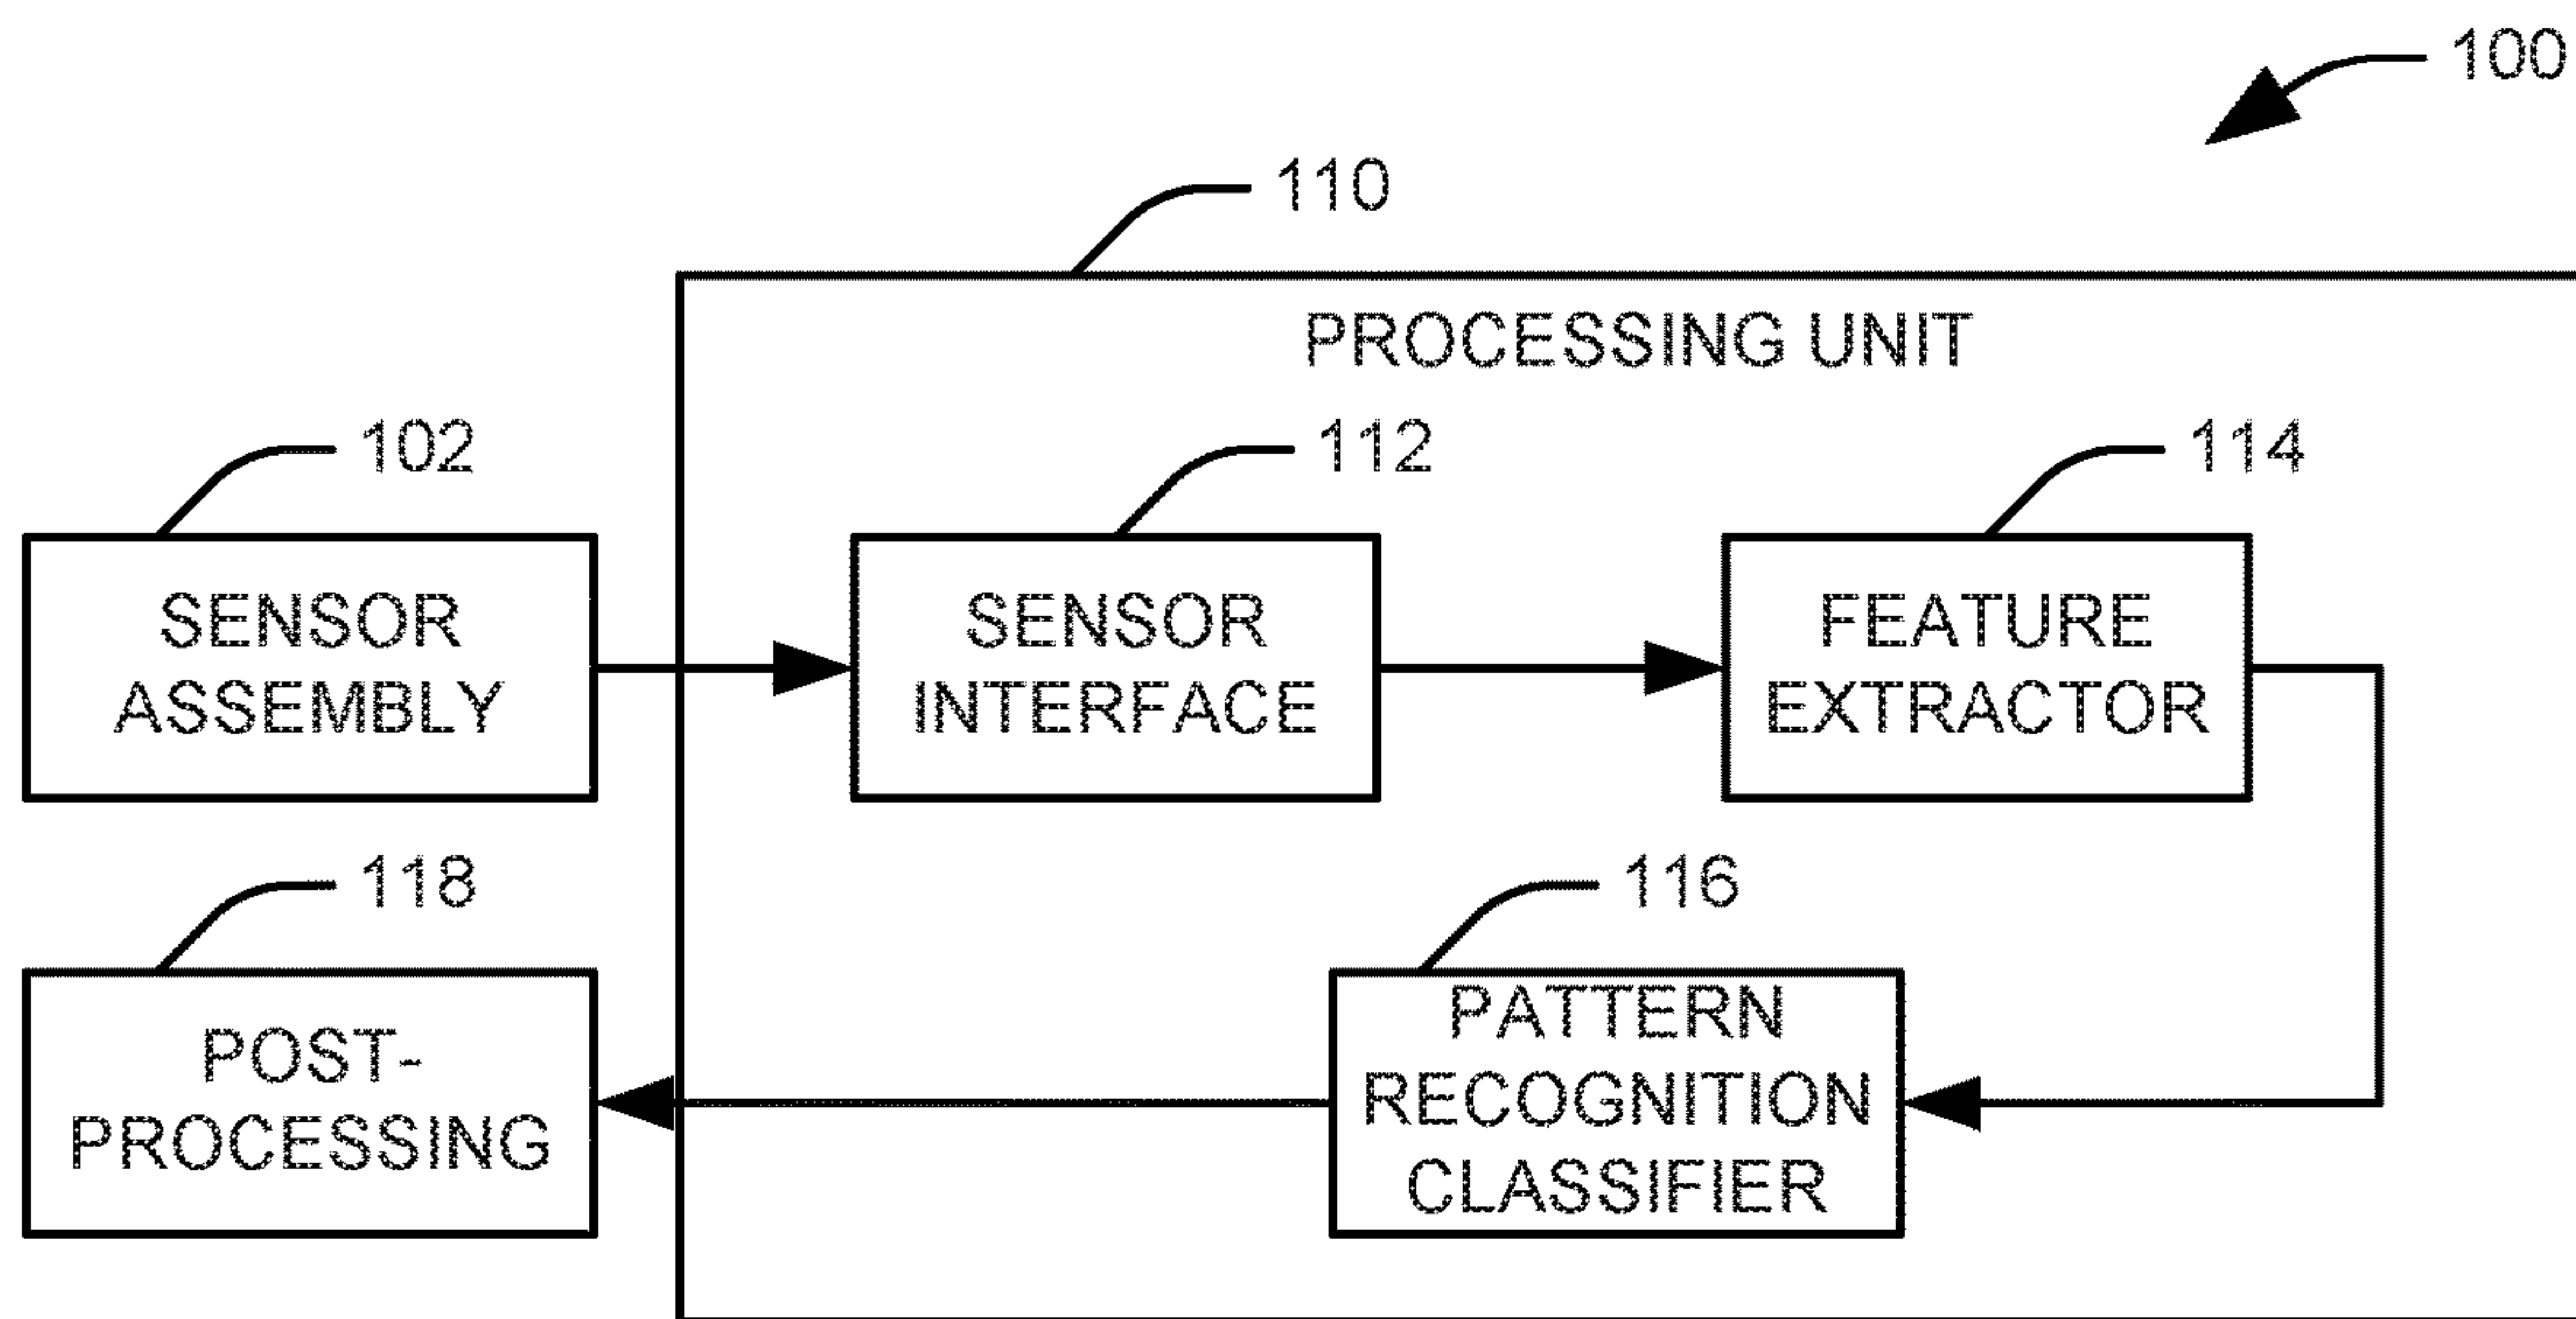 100
110
PROCESSING UNIT
102
112
114
SENSOR
ASSEMBLY
SENSOR
INTERFACE
FEATURE
EXTRACTOR
118
116
POST-
PROCESSING
PATTERN
RECOGNITION
CLASSIFIER